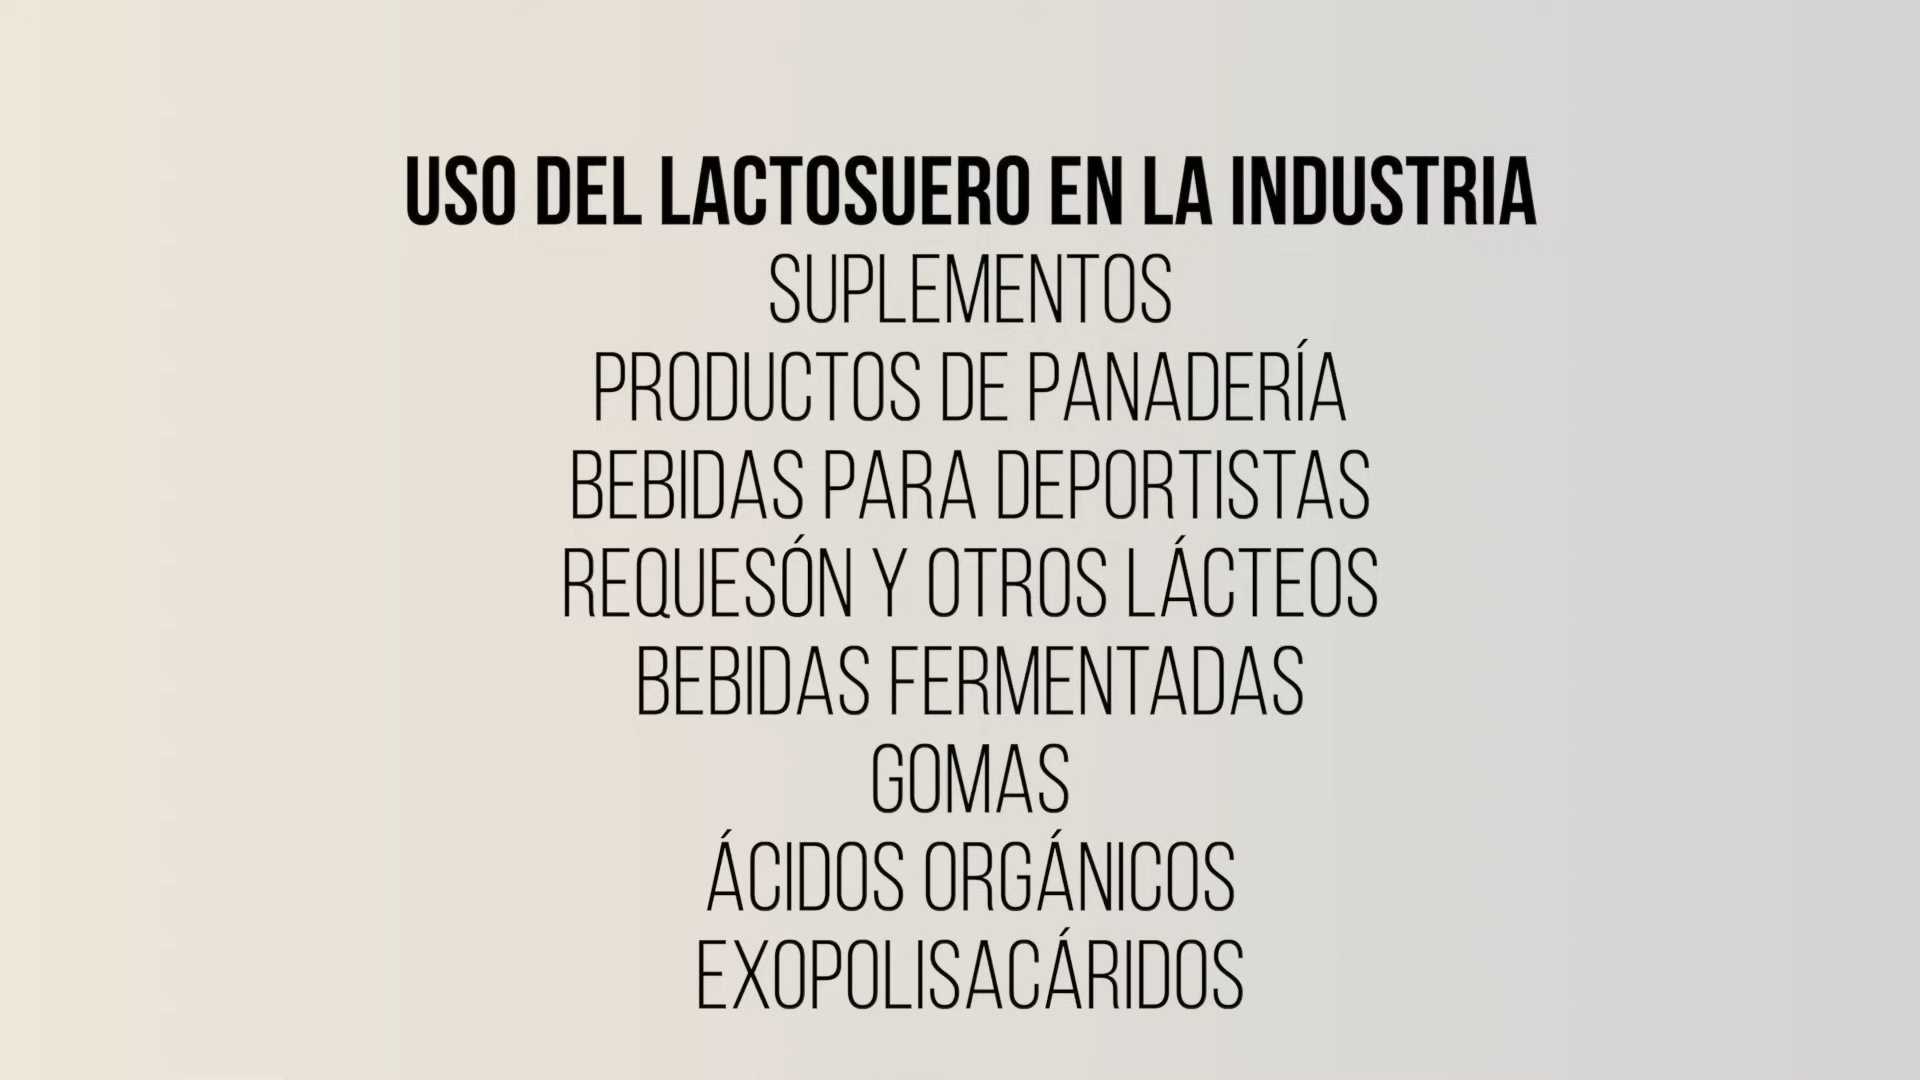 USO DEL LACTOSUERO EN LA INDUSTRIA
SUPLEMENTOS
PRODUCTOS DE PANADERÍA
BEBIDAS PARA DEPORTISTAS
REQUESÓN Y OTROS LÁCTEOS
BEBIDAS FERMENTADAS
GOMAS
ÁCIDOS ORGÁNICOS
EXOPOLISACÁRIDOS